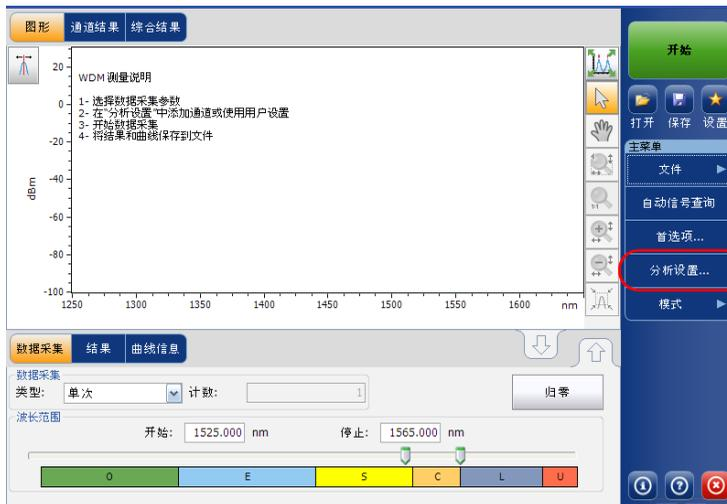 图形 通道结果 综合结果
WDM 测量说明
1- 选择数据采集参数
2- 在"分析设置"中添加通道或使用用户设置
3- 开始数据采集
4- 将结果和曲线保存到文件
20
0
-20
-40
-60
-80
-100
dBm
1250 1300 1350 1400 1450 1500 1550 1600 nm
1:1
数据采集 结果 曲线信息
数据采集
类型: 单次 计数: 1
归零
波长范围
开始: 1525.000 nm 停止: 1565.000 nm
O E S C L U
开始
打开 保存 设置
主菜单
文件
自动信号查询
首选项...
分析设置...
模式